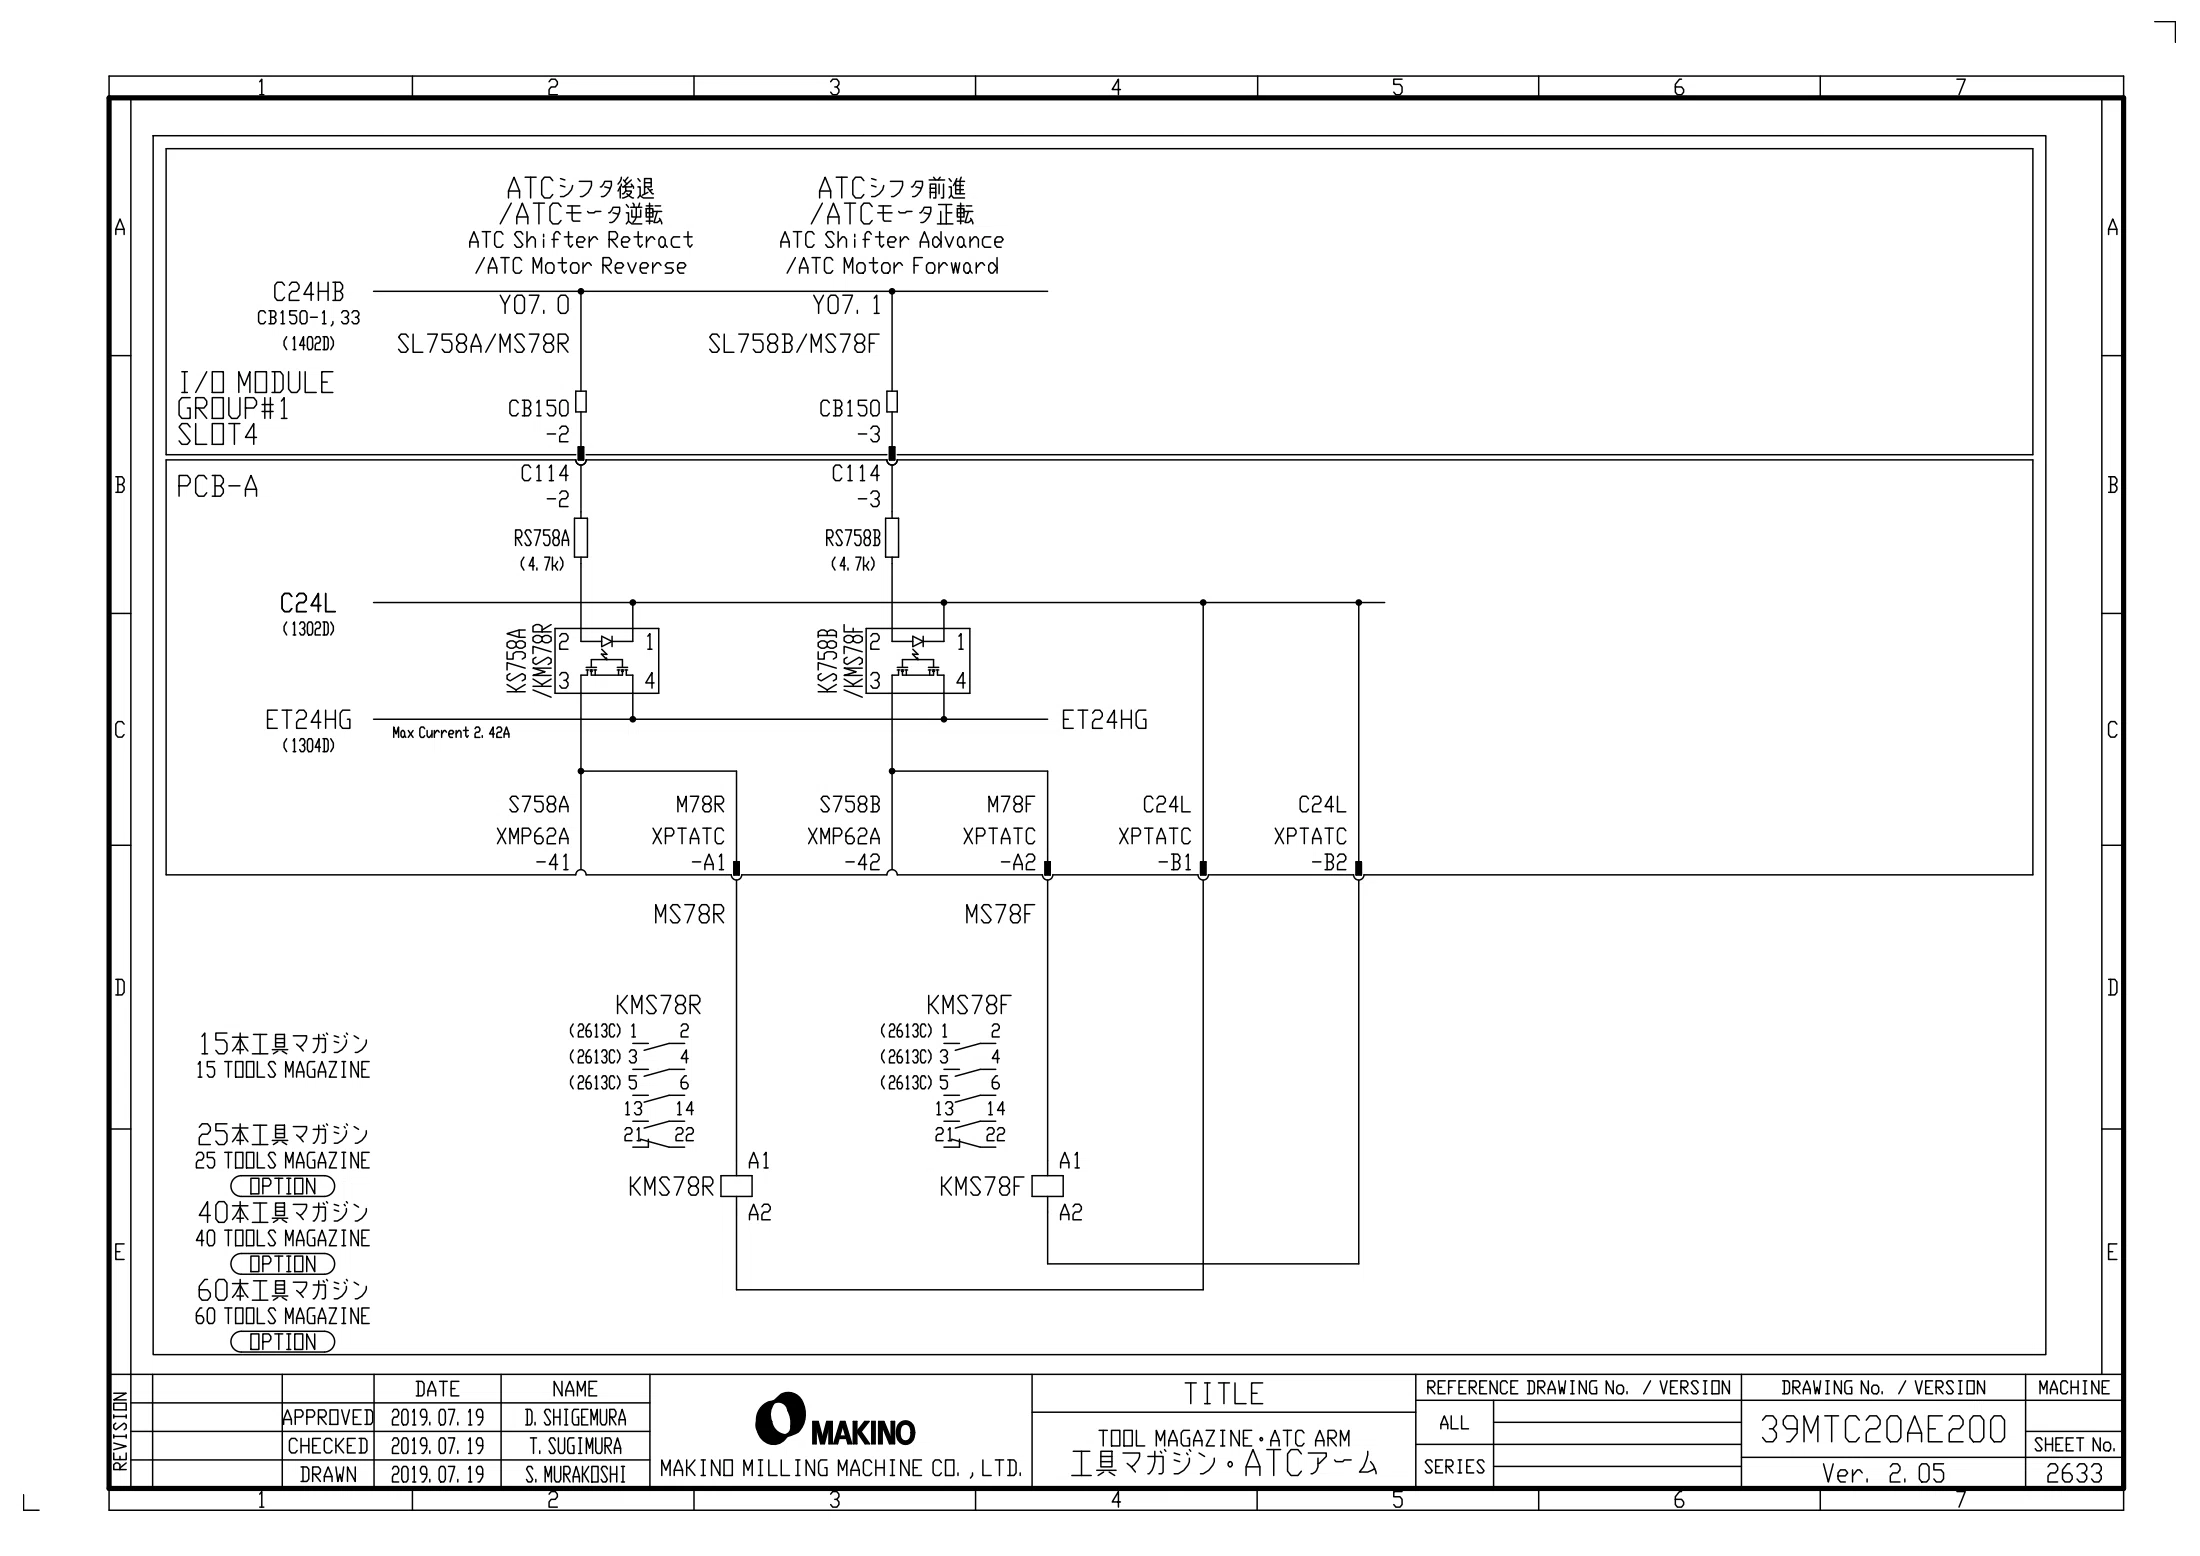 1 2 3 4 5 6 7
A A
B B
C C
D D
E E
ATCシフタ後退
/ATCモータ逆転
ATC Shifter Retract
/ATC Motor Reverse
ATCシフタ前進
/ATCモータ正転
ATC Shifter Advance
/ATC Motor Forward
C24HB
CB150-1,33
(1402D)
Y07.0
SL758A/MS78R
Y07.1
SL758B/MS78F
I/O MODULE
GROUP#1
SLOT4
CB150
-2
CB150
-3
PCB-A
C114
-2
C114
-3
RS758A
(4.7k)
RS758B
(4.7k)
C24L
(1302D)
KS758A
/KMS78R
2 1
3 4
KS758B
/KMS78F
2 1
3 4
ET24HG
(1304D)
Max Current 2.42A
ET24HG
S758A
XMP62A
-41
M78R
XPTATC
-A1
S758B
XMP62A
-42
M78F
XPTATC
-A2
C24L
XPTATC
-B1
C24L
XPTATC
-B2
MS78R
MS78F
KMS78R
(2613C) 1 2
(2613C) 3 4
(2613C) 5 6
13 14
21 22
KMS78F
(2613C) 1 2
(2613C) 3 4
(2613C) 5 6
13 14
21 22
A1
KMS78R
A2
A1
KMS78F
A2
15本工具マガジン
15 TOOLS MAGAZINE
25本工具マガジン
25 TOOLS MAGAZINE
OPTION
40本工具マガジン
40 TOOLS MAGAZINE
OPTION
60本工具マガジン
60 TOOLS MAGAZINE
OPTION
REVISION
DATE NAME
APPROVED 2019.07.19 D. SHIGEMURA
CHECKED 2019.07.19 T. SUGIMURA
DRAWN 2019.07.19 S. MURAKOSHI
MAKINO
MAKINO MILLING MACHINE CO.,LTD.
TITLE
TOOL MAGAZINE・ATC ARM
工具マガジン・ATCアーム
REFERENCE DRAWING No. / VERSION
ALL
SERIES
DRAWING No. / VERSION
39MTC20AE200
Ver. 2.05
MACHINE
SHEET No.
2633
1 2 3 4 5 6 7